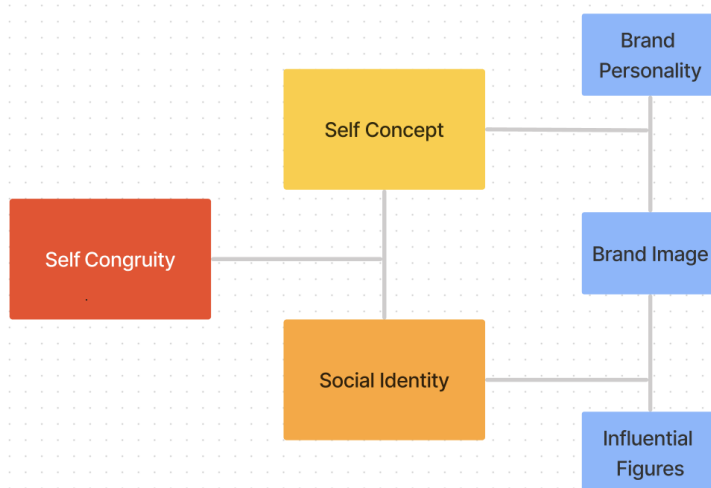 Brand
Personality
Self Concept
Self Congruity
.
Brand Image
Social Identity
Influential
Figures